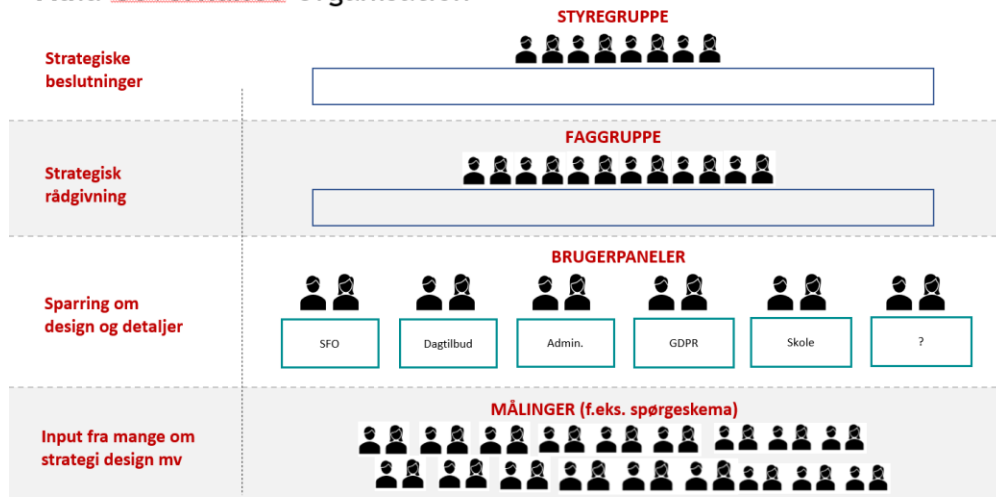 STYREGRUPPE
Strategiske
beslutninger
FAGGRUPPE
Strategisk
rådgivning
BRUGERPANELER
Sparring om
design og detaljer
SFO
Dagtilbud
Admin.
GDPR
Skole
?
MÅLINGER (f.eks. spørgeskema)
Input fra mange om
strategi design mv